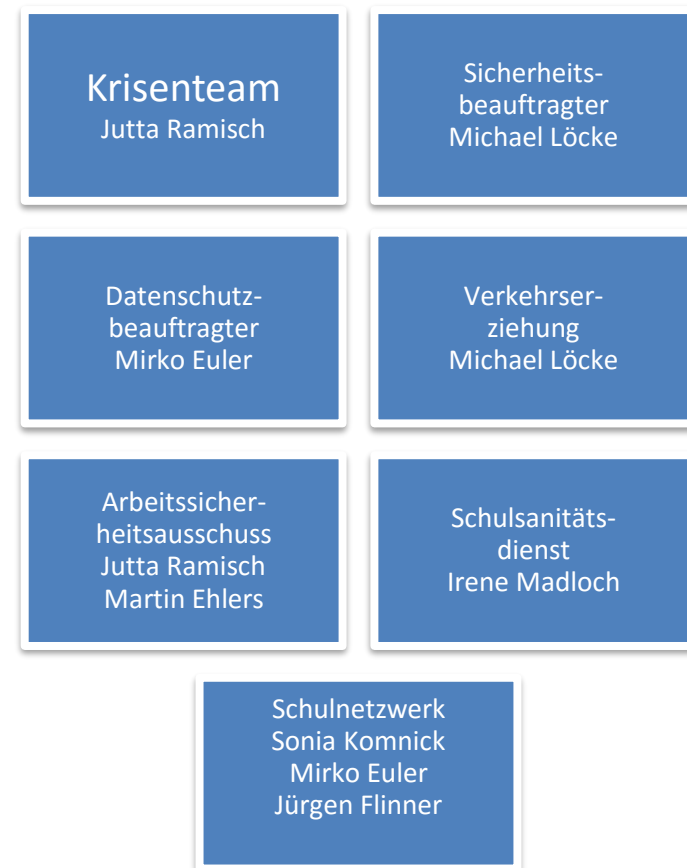 Krisenteam
Jutta Ramisch
Sicherheits-
beauftragter
Michael Löcke
Datenschutz-
beauftragter
Mirko Euler
Verkehrser-
ziehung
Michael Löcke
Arbeitssicher-
heitsausschuss
Jutta Ramisch
Martin Ehlers
Schulsanitäts-
dienst
Irene Madloch
Schulnetzwerk
Sonia Komnick
Mirko Euler
Jürgen Flinner